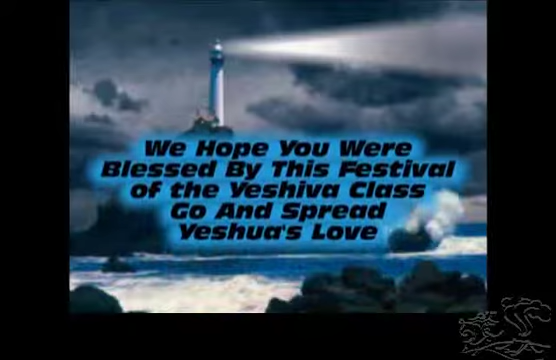 We Hope You Were
Blessed By This Festival
of the Yeshiva Class
Go And Spread
Yeshua's Love